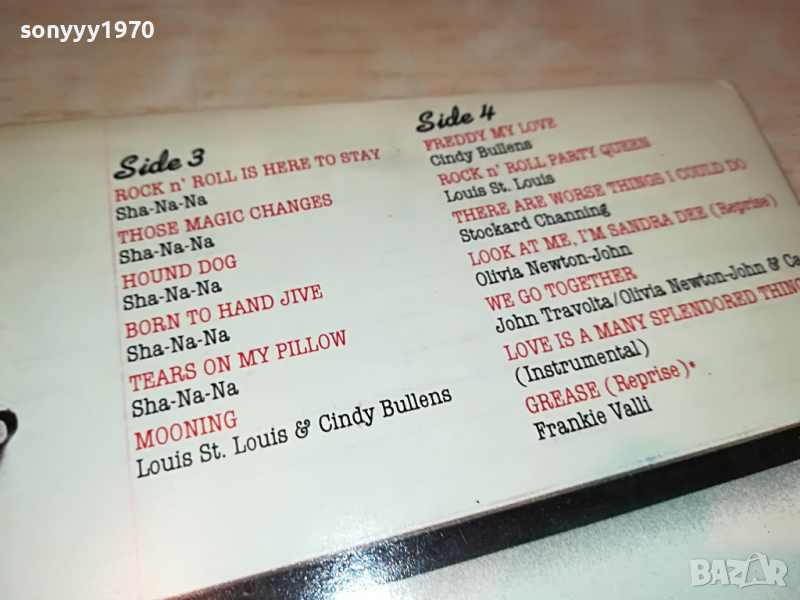 sonyyy1970
Side 3
ROCK n' ROLL IS HERE TO STAY
Sha-Na-Na
THOSE MAGIC CHANGES
Sha-Na-Na
HOUND DOG
Sha-Na-Na
BORN TO HAND JIVE
Sha-Na-Na
TEARS ON MY PILLOW
Sha-Na-Na
MOONING
Louis St. Louis & Cindy Bullens
Side 4
FREDDY MY LOVE
Cindy Bullens
ROCK n' ROLL PARTY QUEEN
Louis St. Louis
THERE ARE WORSE THINGS I COULD DO
Stockard Channing
LOOK AT ME, I'M SANDRA DEE (Reprise)
Olivia Newton-John
WE GO TOGETHER
John Travolta/Olivia Newton-John & Ca
LOVE IS A MANY SPLENDORED THING
(Instrumental)
GREASE (Reprise)*
Frankie Valli
BAZAR